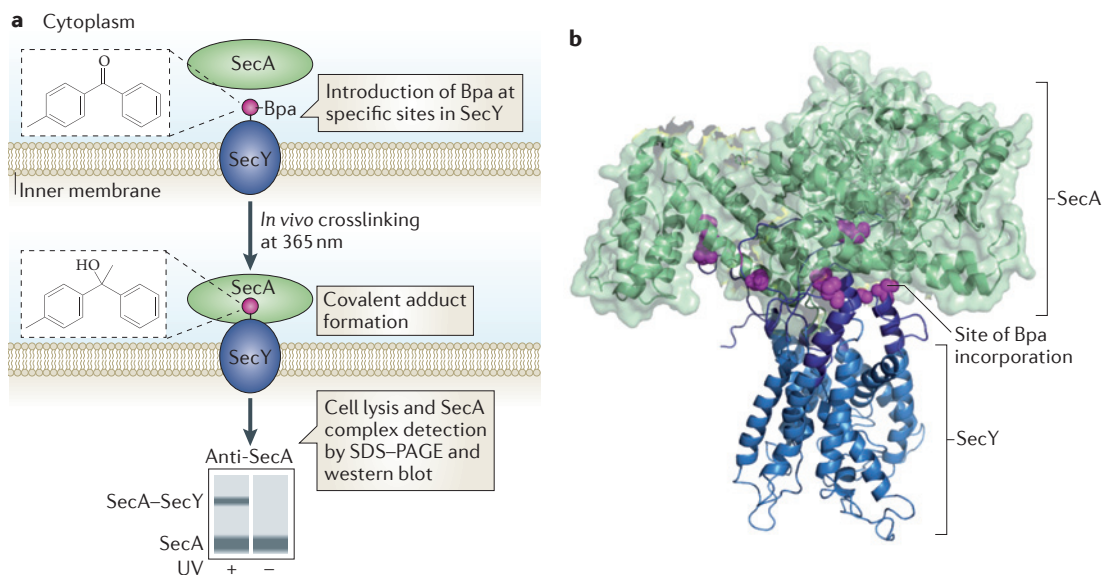 a Cytoplasm
O
SecA
Bpa
Introduction of Bpa at
specific sites in SecY
SecY
Inner membrane
In vivo crosslinking
at 365 nm
HO
SecA
Covalent adduct
formation
SecY
Cell lysis and SecA
complex detection
by SDS–PAGE and
western blot
Anti-SecA
SecA–SecY
SecA
UV + –
b
SecA
Site of Bpa
incorporation
SecY